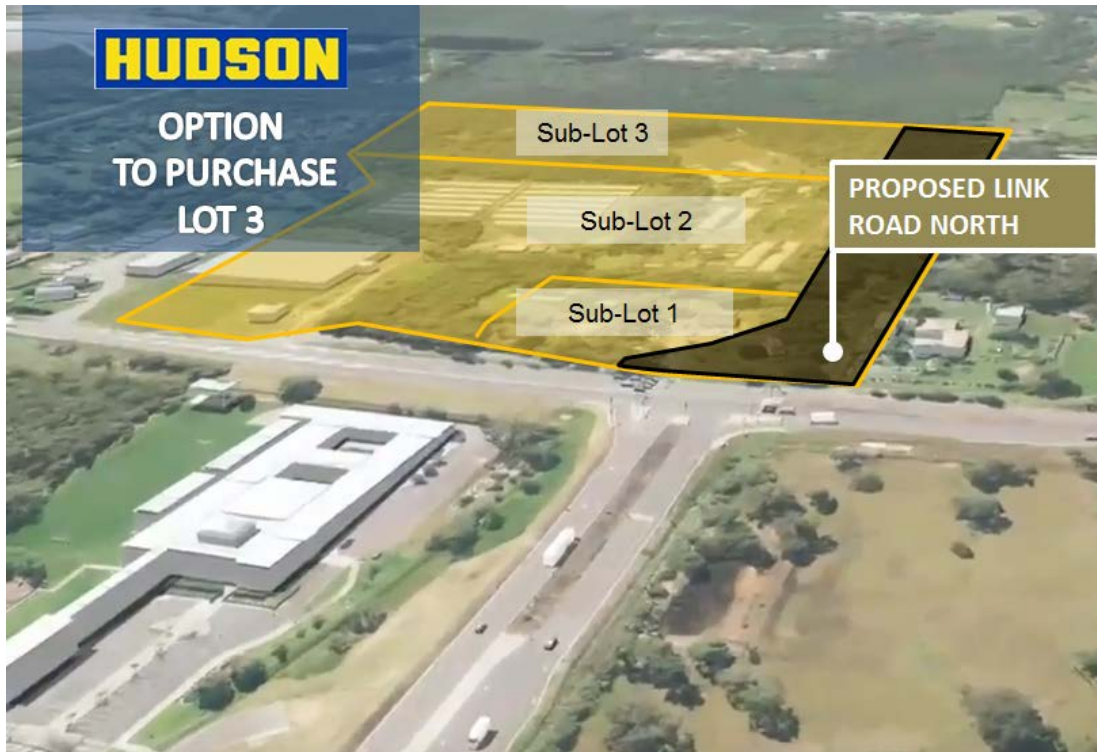 HUDSON
OPTION
TO PURCHASE
LOT 3
Sub-Lot 3
PROPOSED LINK
ROAD NORTH
Sub-Lot 2
Sub-Lot 1